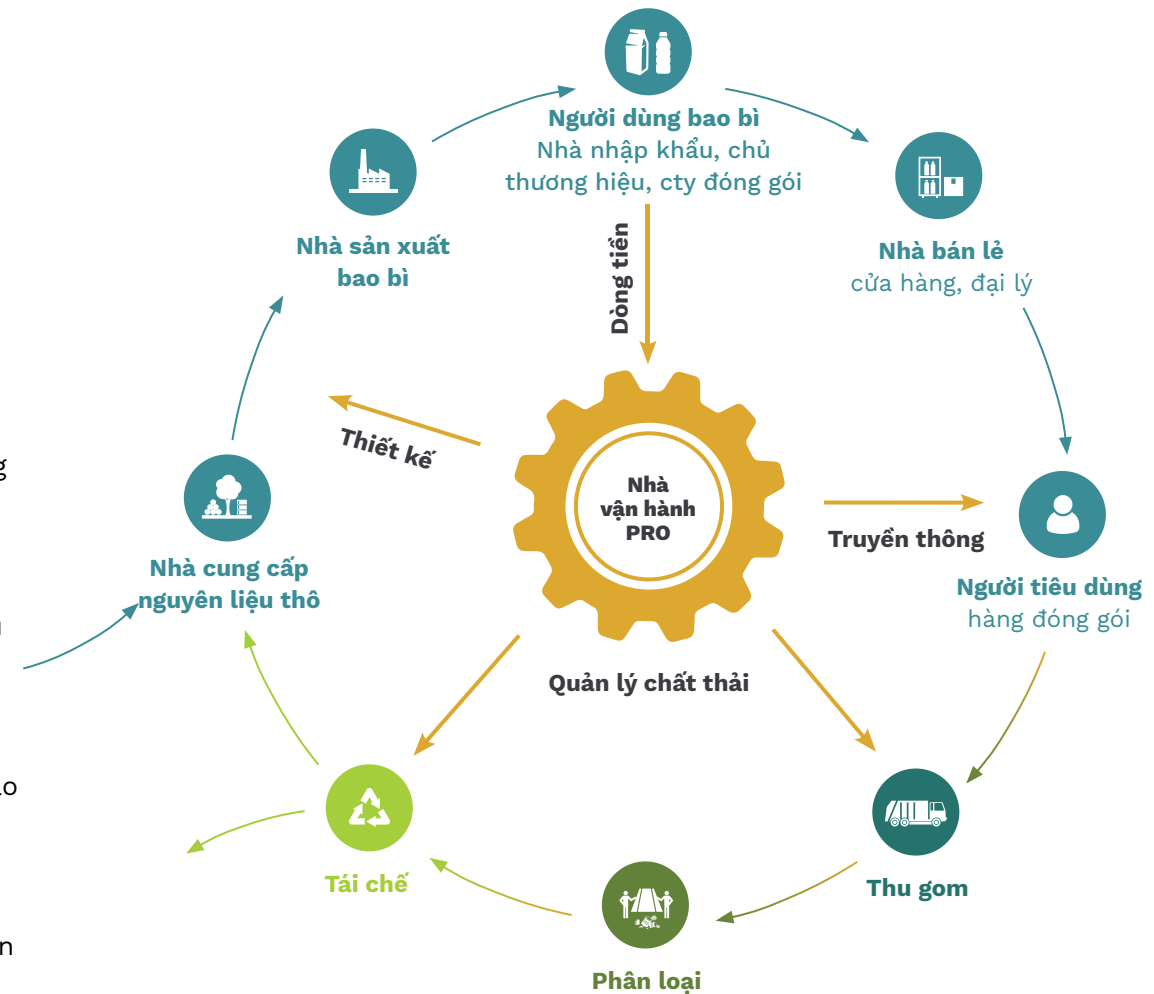 Người dùng bao bì
Nhà nhập khẩu, chủ
thương hiệu, cty đóng gói
Nhà sản xuất
bao bì
Nhà bán lẻ
cửa hàng, đại lý
Dòng tiền
Thiết kế
Nhà
vận hành
PRO
Truyền thông
Nhà cung cấp
nguyên liệu thô
Người tiêu dùng
hàng đóng gói
Quản lý chất thải
Tái chế
Thu gom
Phân loại